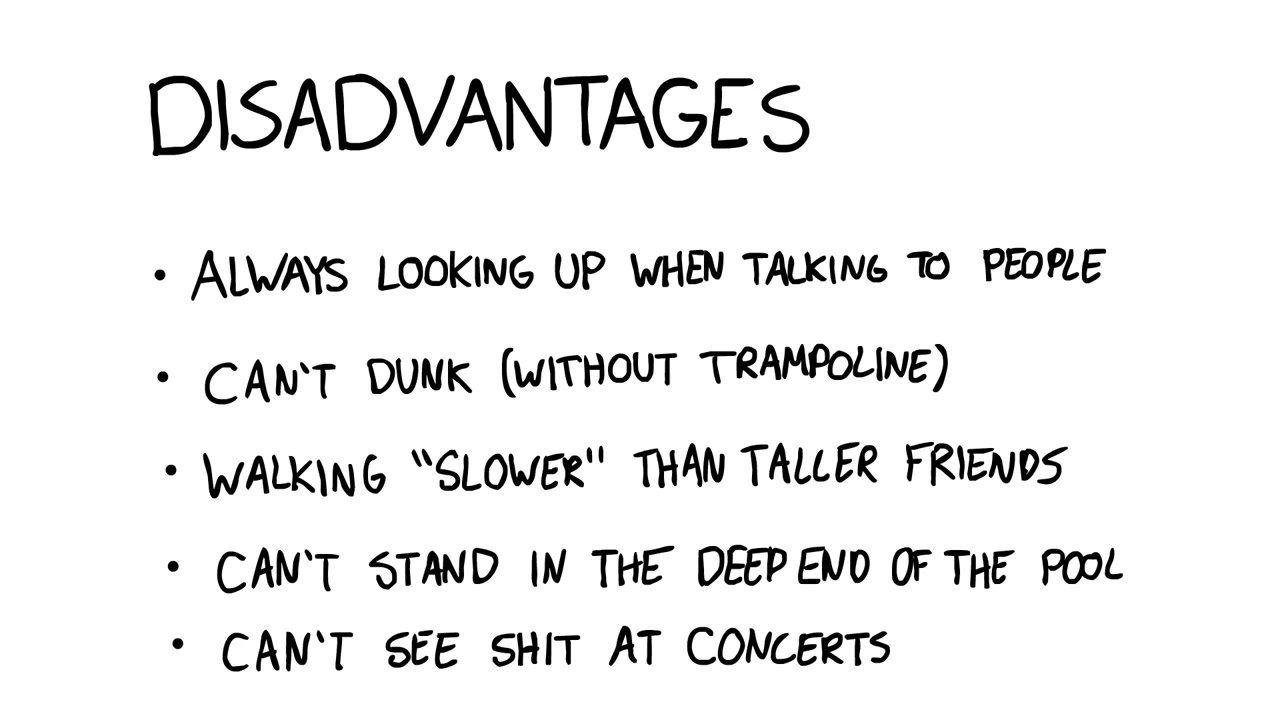 DISADVANTAGES
• ALWAYS LOOKING UP WHEN TALKING TO PEOPLE
• CAN'T DUNK (WITHOUT TRAMPOLINE)
• WALKING "SLOWER" THAN TALLER FRIENDS
• CAN'T STAND IN THE DEEP END OF THE POOL
• CAN'T SEE SHIT AT CONCERTS